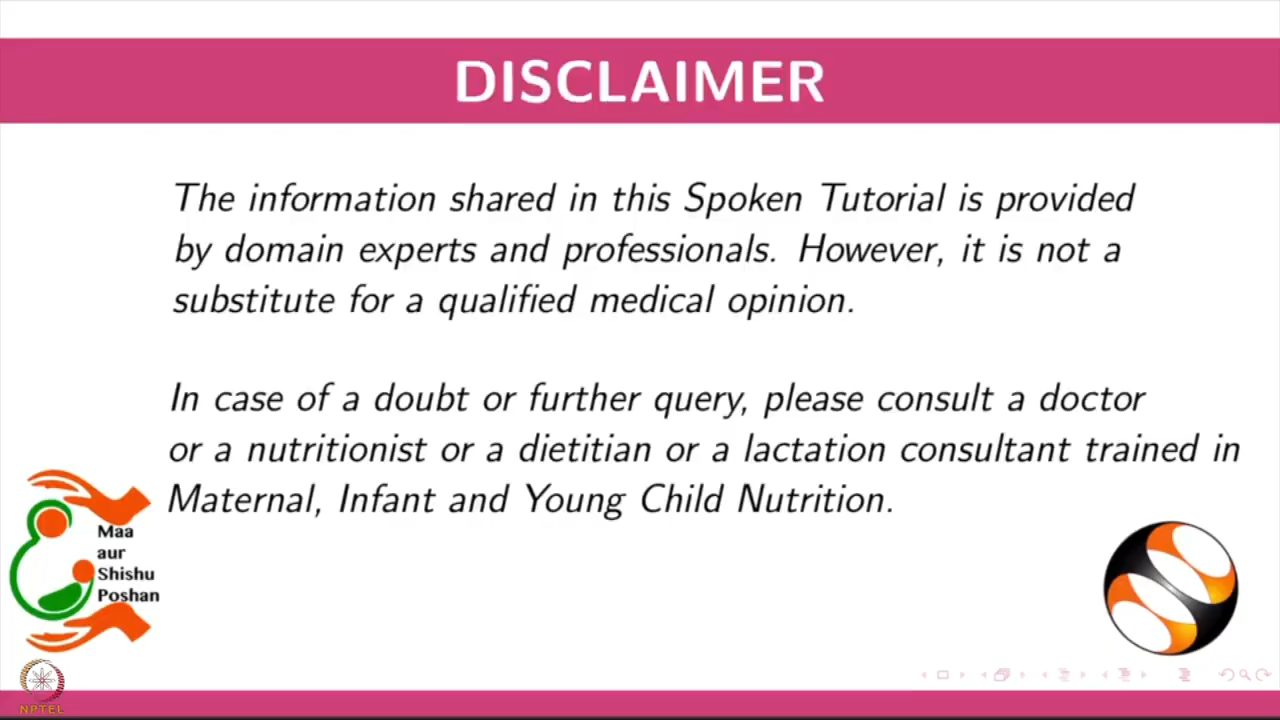 DISCLAIMER
The information shared in this Spoken Tutorial is provided
by domain experts and professionals. However, it is not a
substitute for a qualified medical opinion.
In case of a doubt or further query, please consult a doctor
or a nutritionist or a dietitian or a lactation consultant trained in
Maternal, Infant and Young Child Nutrition.
Maa
aur
Shishu
Poshan
NPTEL